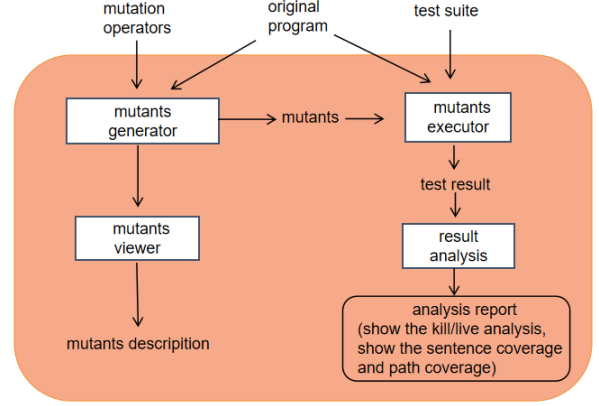 mutation
operators
original
program
test suite
mutants
generator
mutants
mutants
executor
test result
mutants
viewer
result
analysis
mutants descripition
analysis report
(show the kill/live analysis,
show the sentence coverage
and path coverage)